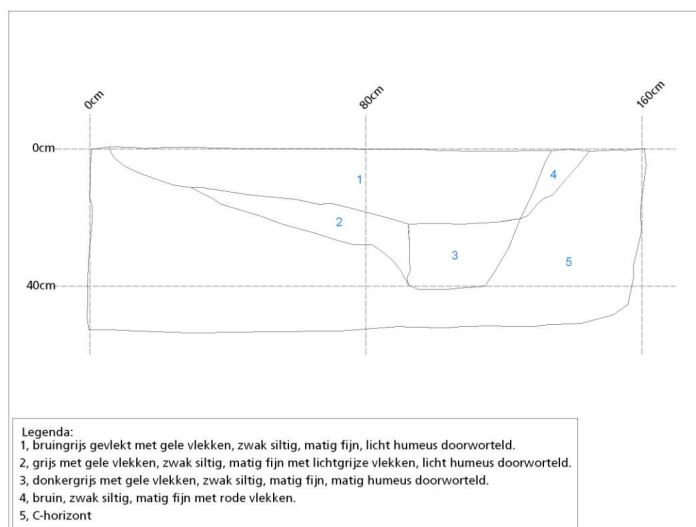 0cm
80cm
160cm
0cm
1
4
2
3
5
40cm
Legenda:
1, bruingrijs gevlekt met gele vlekken, zwak siltig, matig fijn, licht humeus doorworteld.
2, grijs met gele vlekken, zwak siltig, matig fijn met lichtgrijze vlekken, licht humeus doorworteld.
3, donkergrijs met gele vlekken, zwak siltig, matig fijn, matig humeus doorworteld.
4, bruin, zwak siltig, matig fijn met rode vlekken.
5, C-horizont